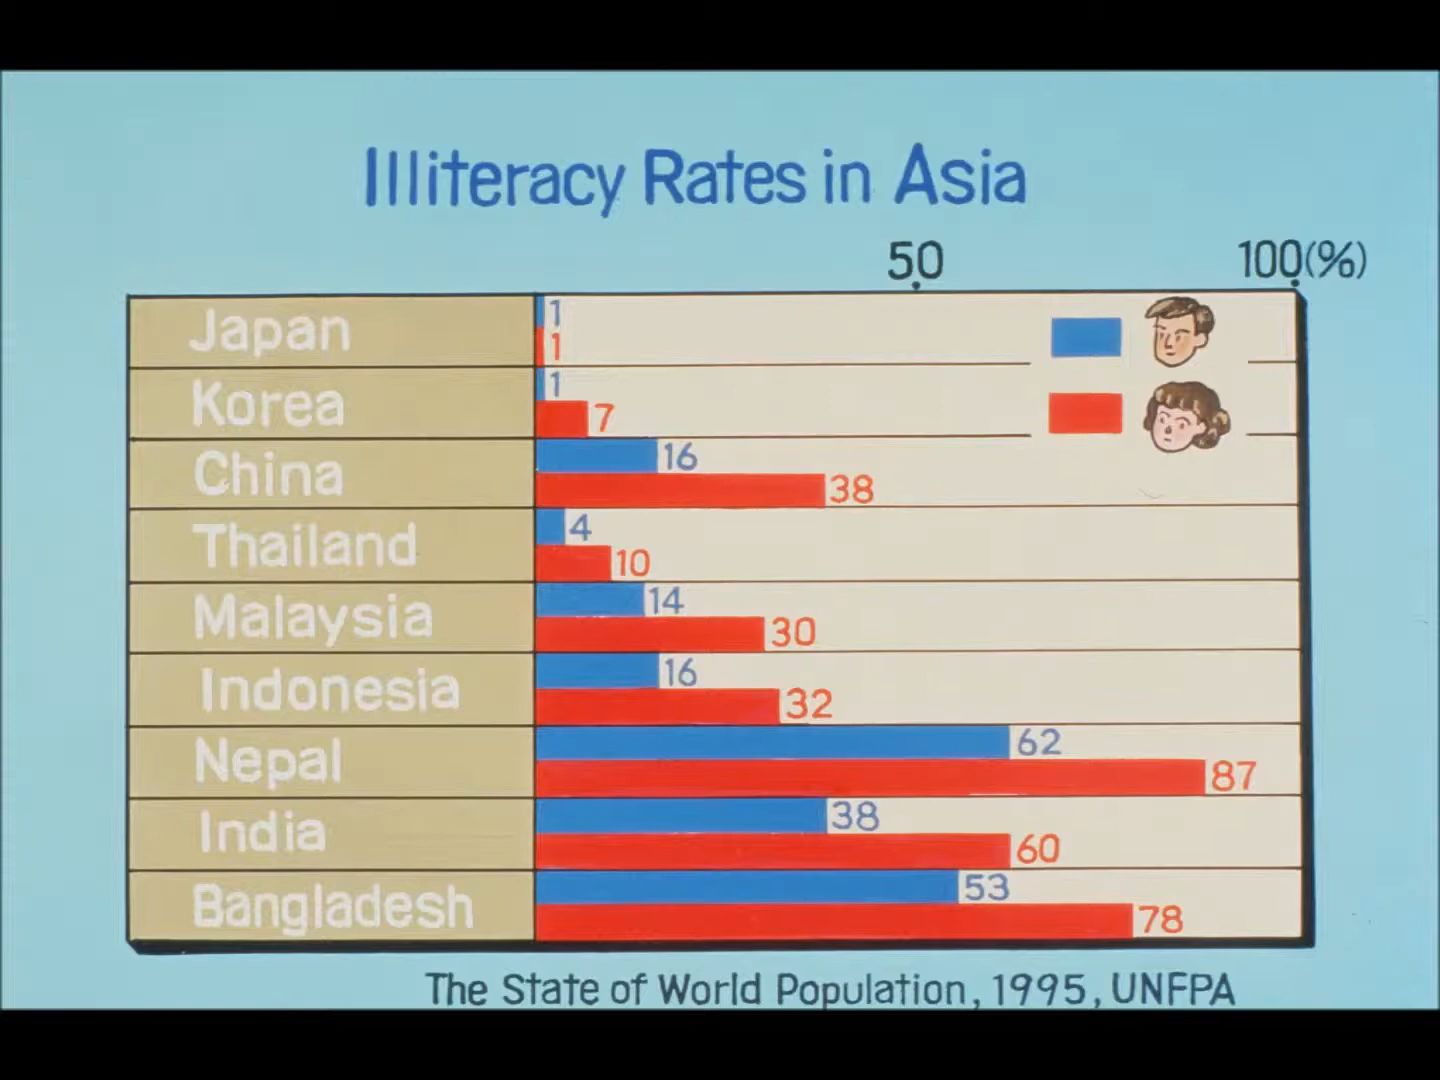 Illiteracy Rates in Asia
50 100(%)
Japan 1
1
Korea 1
7
China 16
38
Thailand 4
10
Malaysia 14
30
Indonesia 16
32
Nepal 62
87
India 38
60
Bangladesh 53
78
The State of World Population, 1995, UNFPA